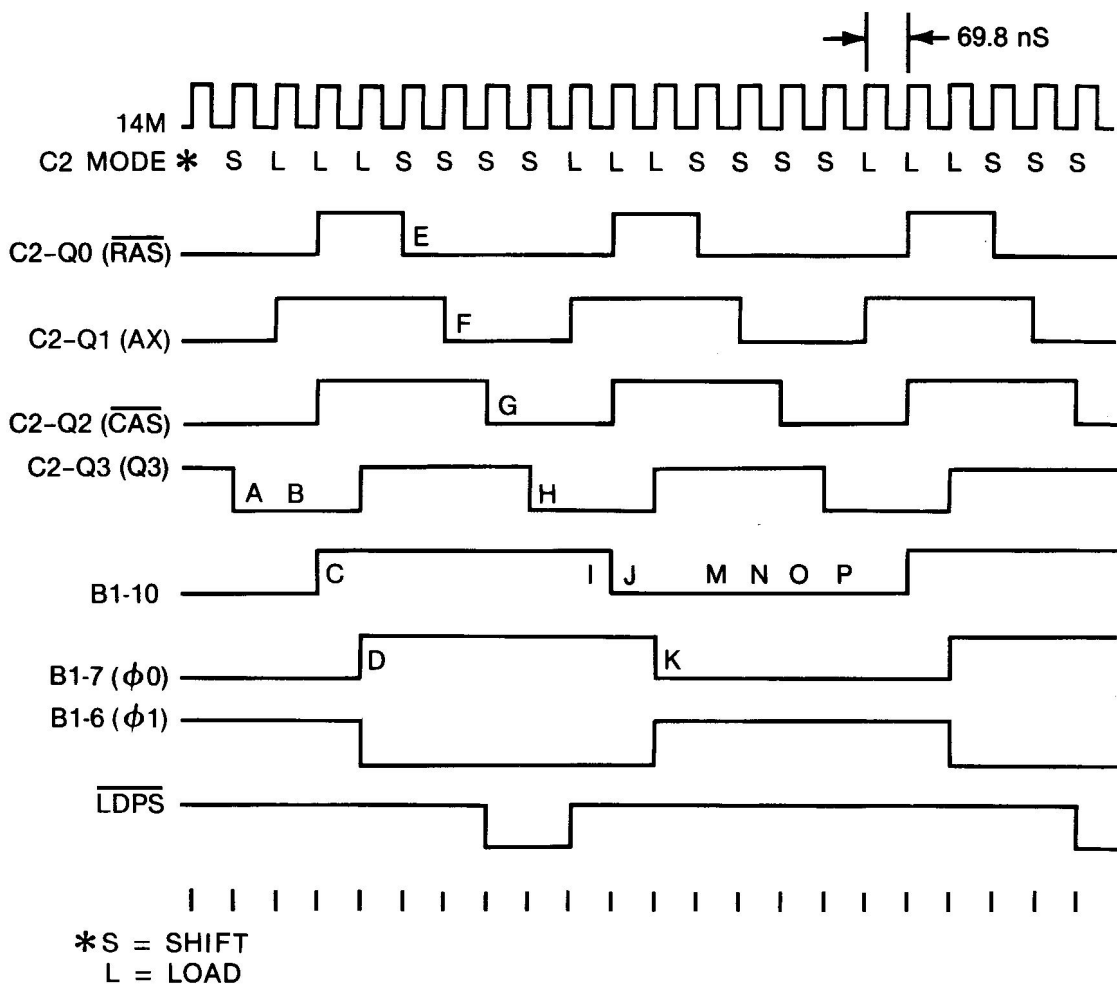 69.8 nS
14M
C2 MODE * S L L L S S S S L L L S S S S L L L S S S
C2-Q0 (RAS) E
C2-Q1 (AX) F
C2-Q2 (CAS) G
C2-Q3 (Q3) A B H
B1-10 C I J M N O P
B1-7 (ϕ0) D K
B1-6 (ϕ1)
LDPS
*S = SHIFT
L = LOAD